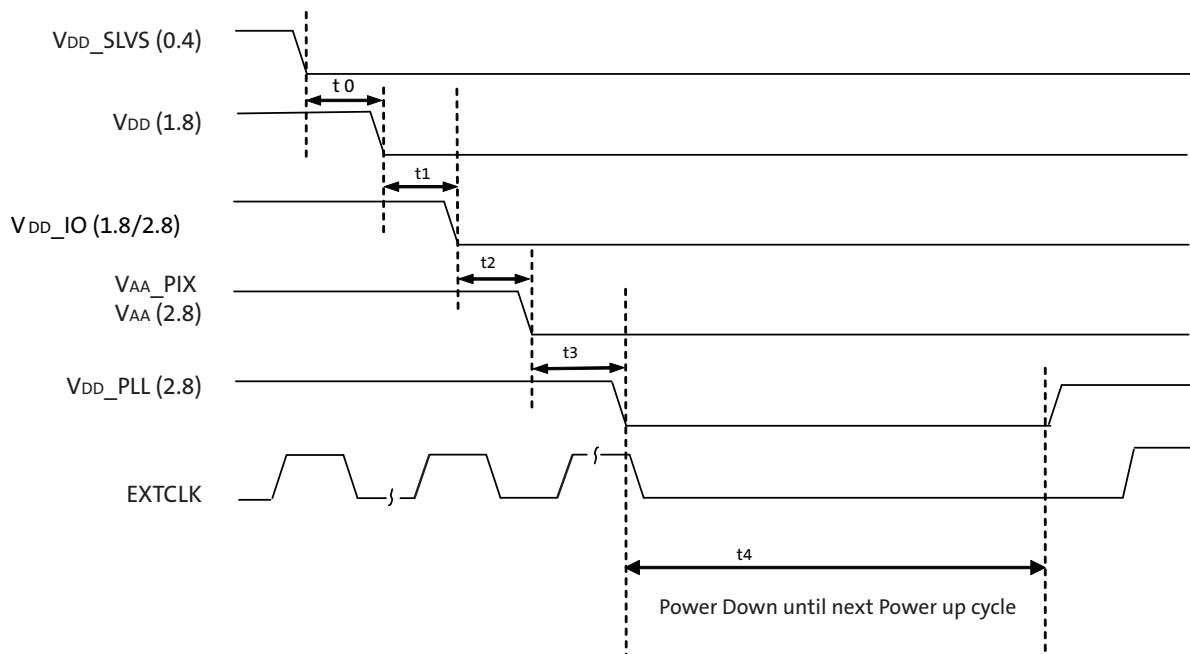 VDD_SLVS (0.4)
t 0
VDD (1.8)
t1
VDD_IO (1.8/2.8)
t2
VAA_PIX
VAA (2.8)
t3
VDD_PLL (2.8)
EXTCLK
t4
Power Down until next Power up cycle